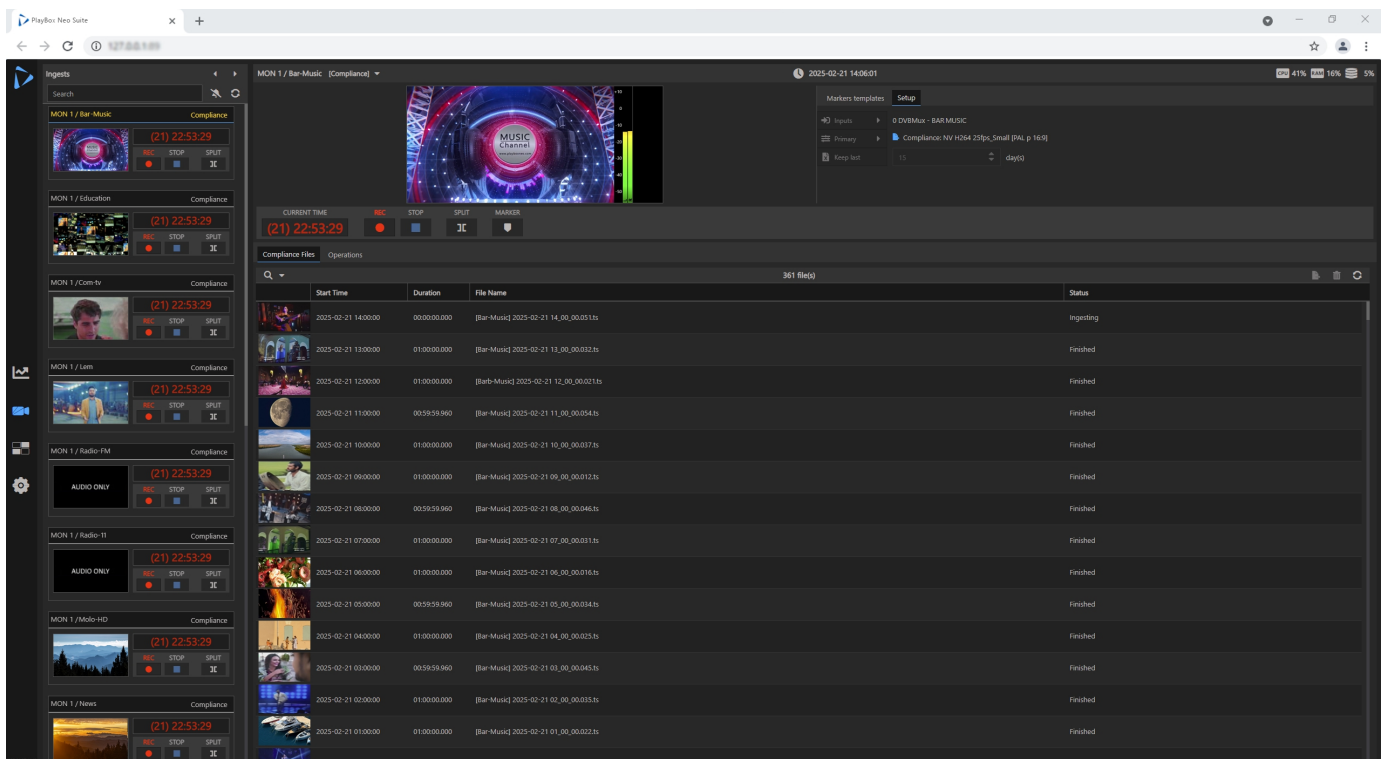 PlayBox Neo Suite
Ingests
Search
MON 1 / Bar-Music Compliance
(21) 22:53:29
REC STOP SPLIT
MON 1 / Education Compliance
(21) 22:53:29
REC STOP SPLIT
MON 1 /Com-tv Compliance
(21) 22:53:29
REC STOP SPLIT
MON 1 / Lem Compliance
(21) 22:53:29
REC STOP SPLIT
MON 1 / Radio-FM Compliance
AUDIO ONLY
(21) 22:53:29
REC STOP SPLIT
MON 1 / Radio-11 Compliance
AUDIO ONLY
(21) 22:53:29
REC STOP SPLIT
MON 1 /Molo-HD Compliance
(21) 22:53:29
REC STOP SPLIT
MON 1 / News Compliance
(21) 22:53:29
REC STOP SPLIT
MON 1 / Bar-Music [Compliance]
2025-02-21 14:06:01
CPU 41% RAM 16% 5%
MUSIC
Channel
+10
0
-10
-20
-30
-40
-50
Markers templates Setup
Inputs 0 DVBMux - BAR MUSIC
Primary Compliance: NV H264 25fps_Small [PAL p 16:9]
Keep last 15 day(s)
CURRENT TIME REC STOP SPLIT MARKER
(21) 22:53:29
Compliance Files Operations
361 file(s)
Start Time Duration File Name Status
2025-02-21 14:00:00 00:00:00.000 [Bar-Music] 2025-02-21 14_00_00.051.ts Ingesting
2025-02-21 13:00:00 01:00:00.000 [Bar-Music] 2025-02-21 13_00_00.032.ts Finished
2025-02-21 12:00:00 01:00:00.000 [Barb-Music] 2025-02-21 12_00_00.021.ts Finished
2025-02-21 11:00:00 00:59:59.960 [Bar-Music] 2025-02-21 11_00_00.054.ts Finished
2025-02-21 10:00:00 01:00:00.000 [Bar-Music] 2025-02-21 10_00_00.037.ts Finished
2025-02-21 09:00:00 01:00:00.000 [Bar-Music] 2025-02-21 09_00_00.012.ts Finished
2025-02-21 08:00:00 00:59:59.960 [Bar-Music] 2025-02-21 08_00_00.046.ts Finished
2025-02-21 07:00:00 01:00:00.000 [Bar-Music] 2025-02-21 07_00_00.031.ts Finished
2025-02-21 06:00:00 01:00:00.000 [Bar-Music] 2025-02-21 06_00_00.016.ts Finished
2025-02-21 05:00:00 00:59:59.960 [Bar-Music] 2025-02-21 05_00_00.034.ts Finished
2025-02-21 04:00:00 01:00:00.000 [Bar-Music] 2025-02-21 04_00_00.025.ts Finished
2025-02-21 03:00:00 00:59:59.960 [Bar-Music] 2025-02-21 03_00_00.045.ts Finished
2025-02-21 02:00:00 01:00:00.000 [Bar-Music] 2025-02-21 02_00_00.035.ts Finished
2025-02-21 01:00:00 01:00:00.000 [Bar-Music] 2025-02-21 01_00_00.022.ts Finished